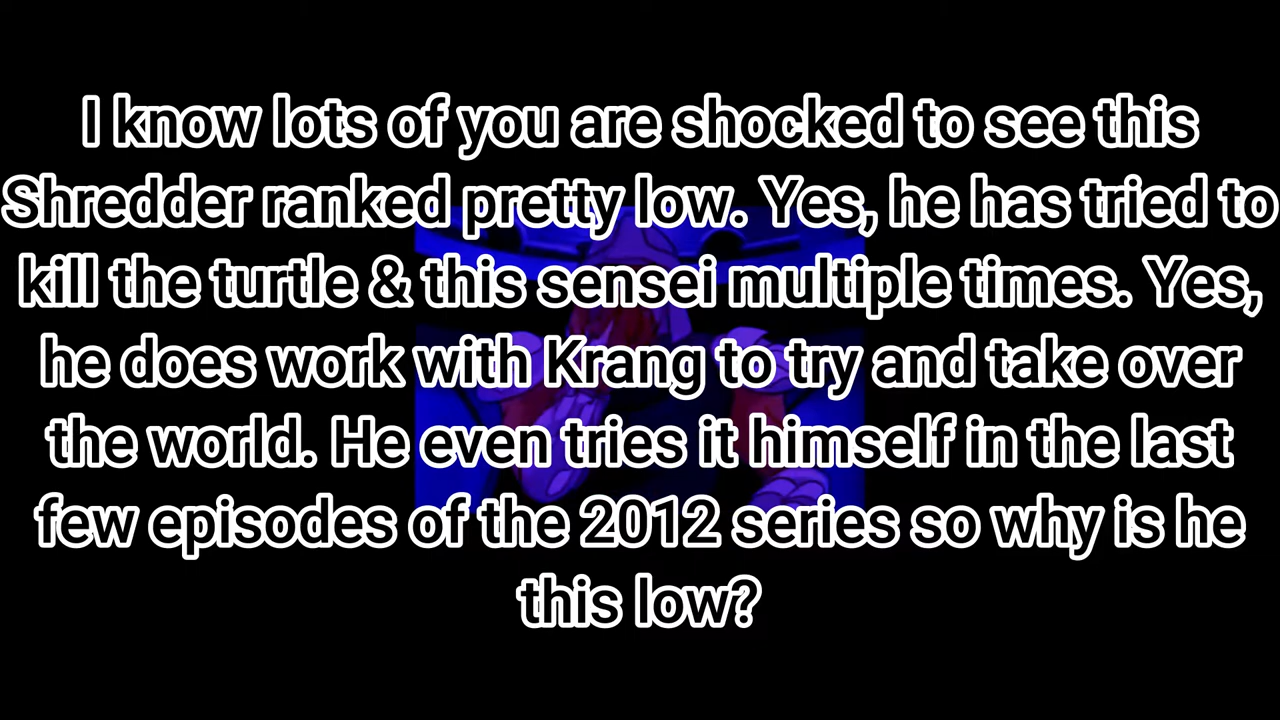 I know lots of you are shocked to see this
Shredder ranked pretty low. Yes, he has tried to
kill the turtle & this sensei multiple times. Yes,
he does work with Krang to try and take over
the world. He even tries it himself in the last
few episodes of the 2012 series so why is he
this low?